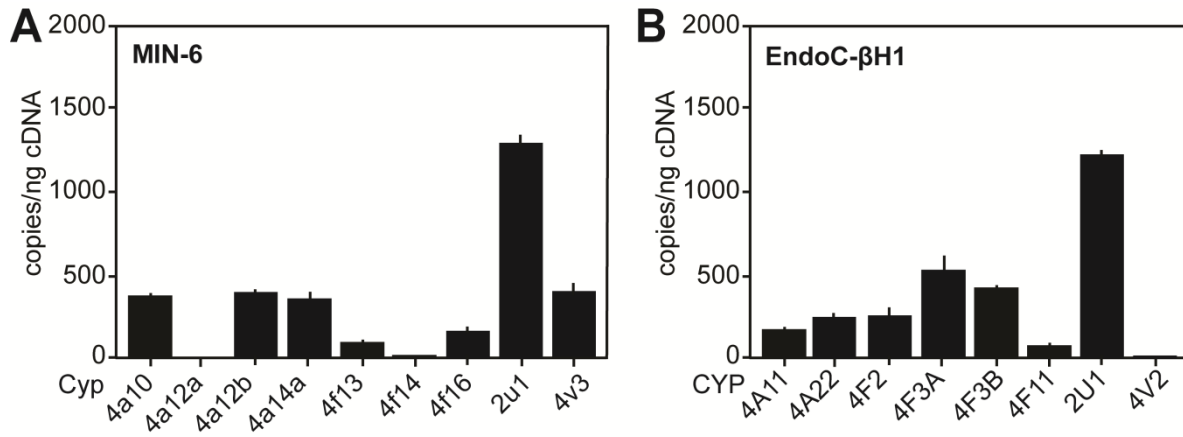 A
MIN-6
copies/ng cDNA
2000
1500
1000
500
0
Cyp
4a10
4a12a
4a12b
4a14a
4f13
4f14
4f16
2u1
4v3
B
EndoC-βH1
copies/ng cDNA
2000
1500
1000
500
0
CYP
4A11
4A22
4F2
4F3A
4F3B
4F11
2U1
4V2